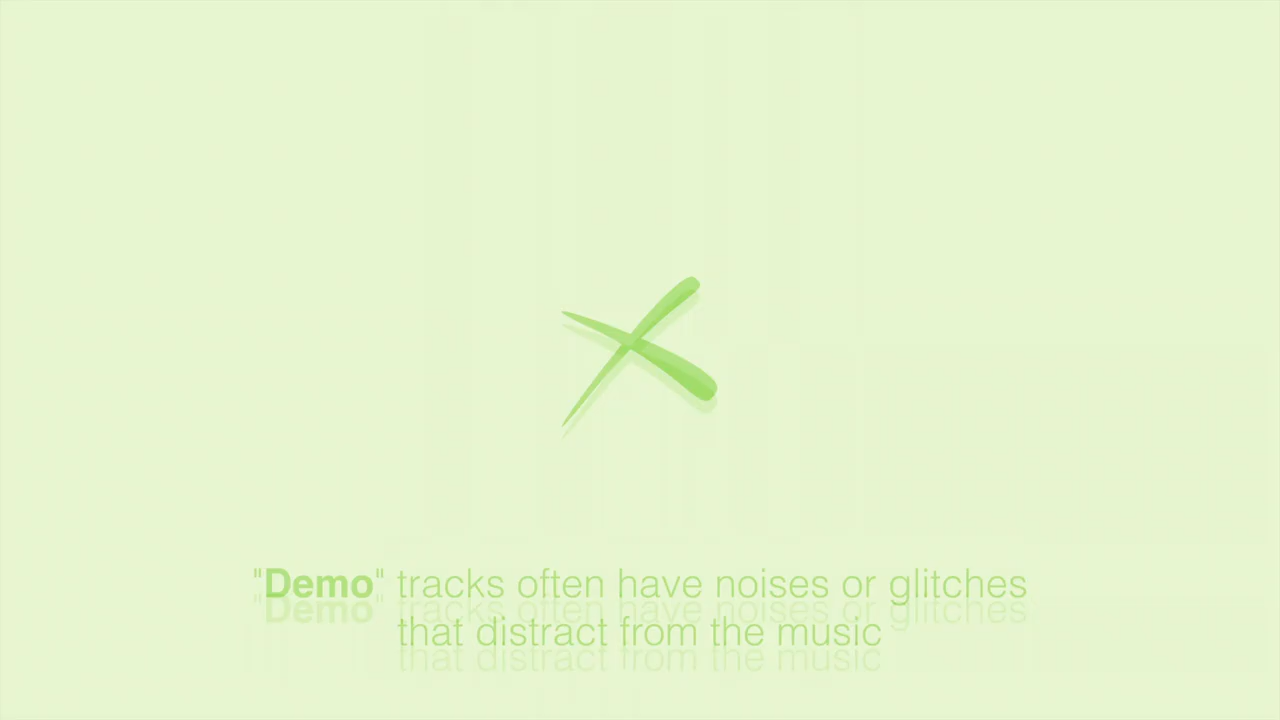 "Demo" tracks often have noises or glitches
that distract from the music